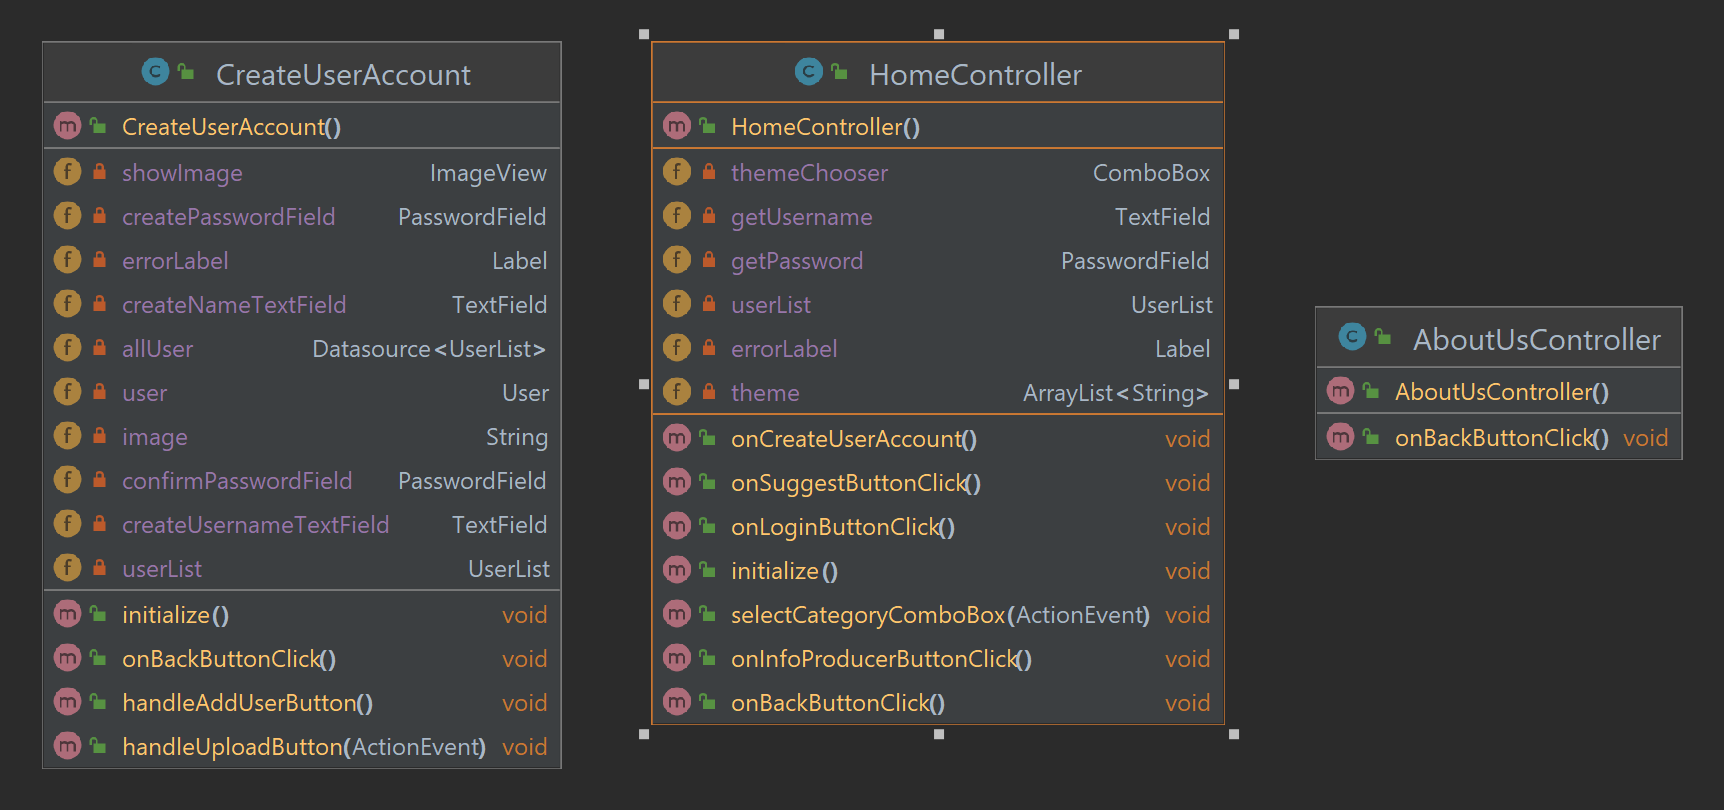 C CreateUserAccount
m CreateUserAccount()
f showImage ImageView
f createPasswordField PasswordField
f errorLabel Label
f createNameTextField TextField
f allUser Datasource<UserList>
f user User
f image String
f confirmPasswordField PasswordField
f createUsernameTextField TextField
f userList UserList
m initialize() void
m onBackButtonClick() void
m handleAddUserButton() void
m handleUploadButton(ActionEvent) void
C HomeController
m HomeController()
f themeChooser ComboBox
f getUsername TextField
f getPassword PasswordField
f userList UserList
f errorLabel Label
f theme ArrayList<String>
m onCreateUserAccount() void
m onSuggestButtonClick() void
m onLoginButtonClick() void
m initialize() void
m selectCategoryComboBox(ActionEvent) void
m onInfoProducerButtonClick() void
m onBackButtonClick() void
C AboutUsController
m AboutUsController()
m onBackButtonClick() void